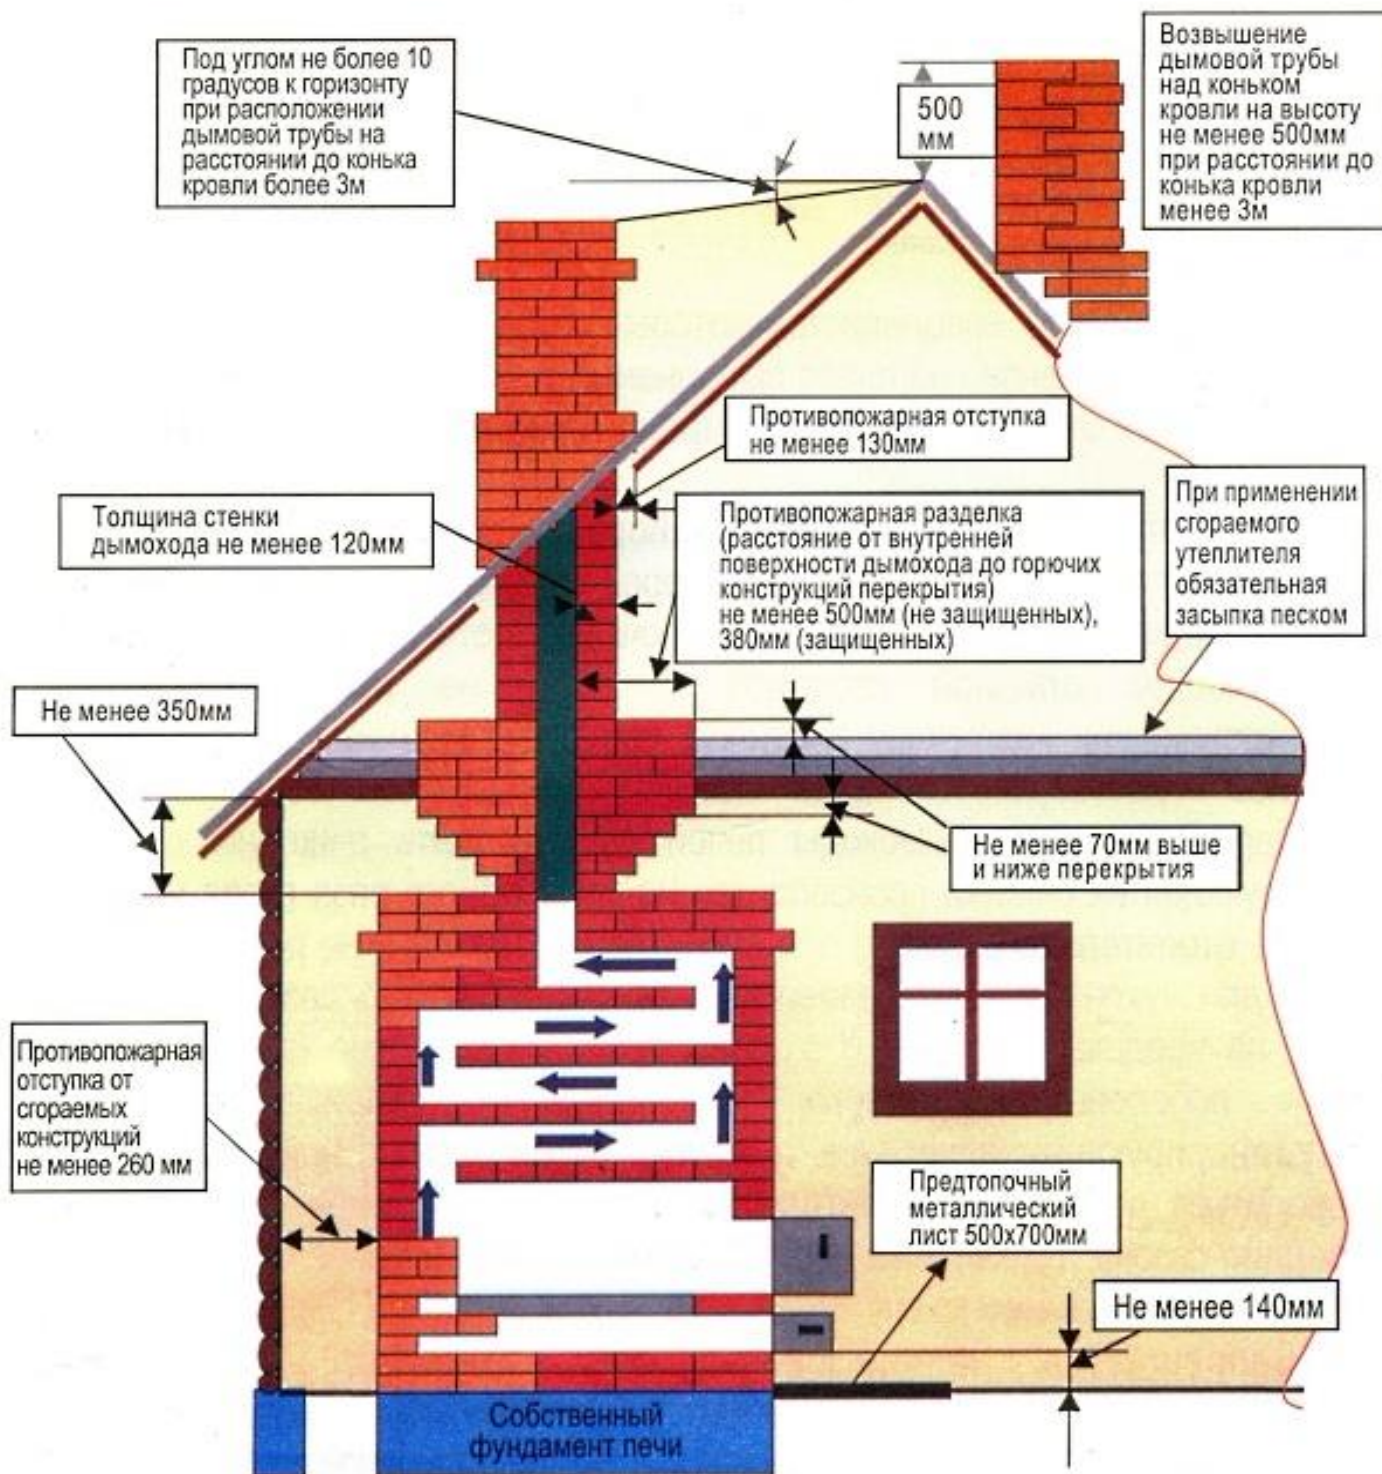 Под углом не более 10
градусов к горизонту
при расположении
дымовой трубы на
расстоянии до конька
кровли более 3м
500
мм
Возвышение
дымовой трубы
над коньком
кровли на высоту
не менее 500мм
при расстоянии до
конька кровли
менее 3м
Противопожарная отступка
не менее 130мм
Толщина стенки
дымохода не менее 120мм
Противопожарная разделка
(расстояние от внутренней
поверхности дымохода до горючих
конструкций перекрытия)
не менее 500мм (не защищенных),
380мм (защищенных)
При применении
сгораемого
утеплителя
обязательная
засыпка песком
Не менее 350мм
Не менее 70мм выше
и ниже перекрытия
Противопожарная
отступка от
сгораемых
конструкций
не менее 260 мм
Предтопочный
металлический
лист 500х700мм
Не менее 140мм
Собственный
фундамент печи